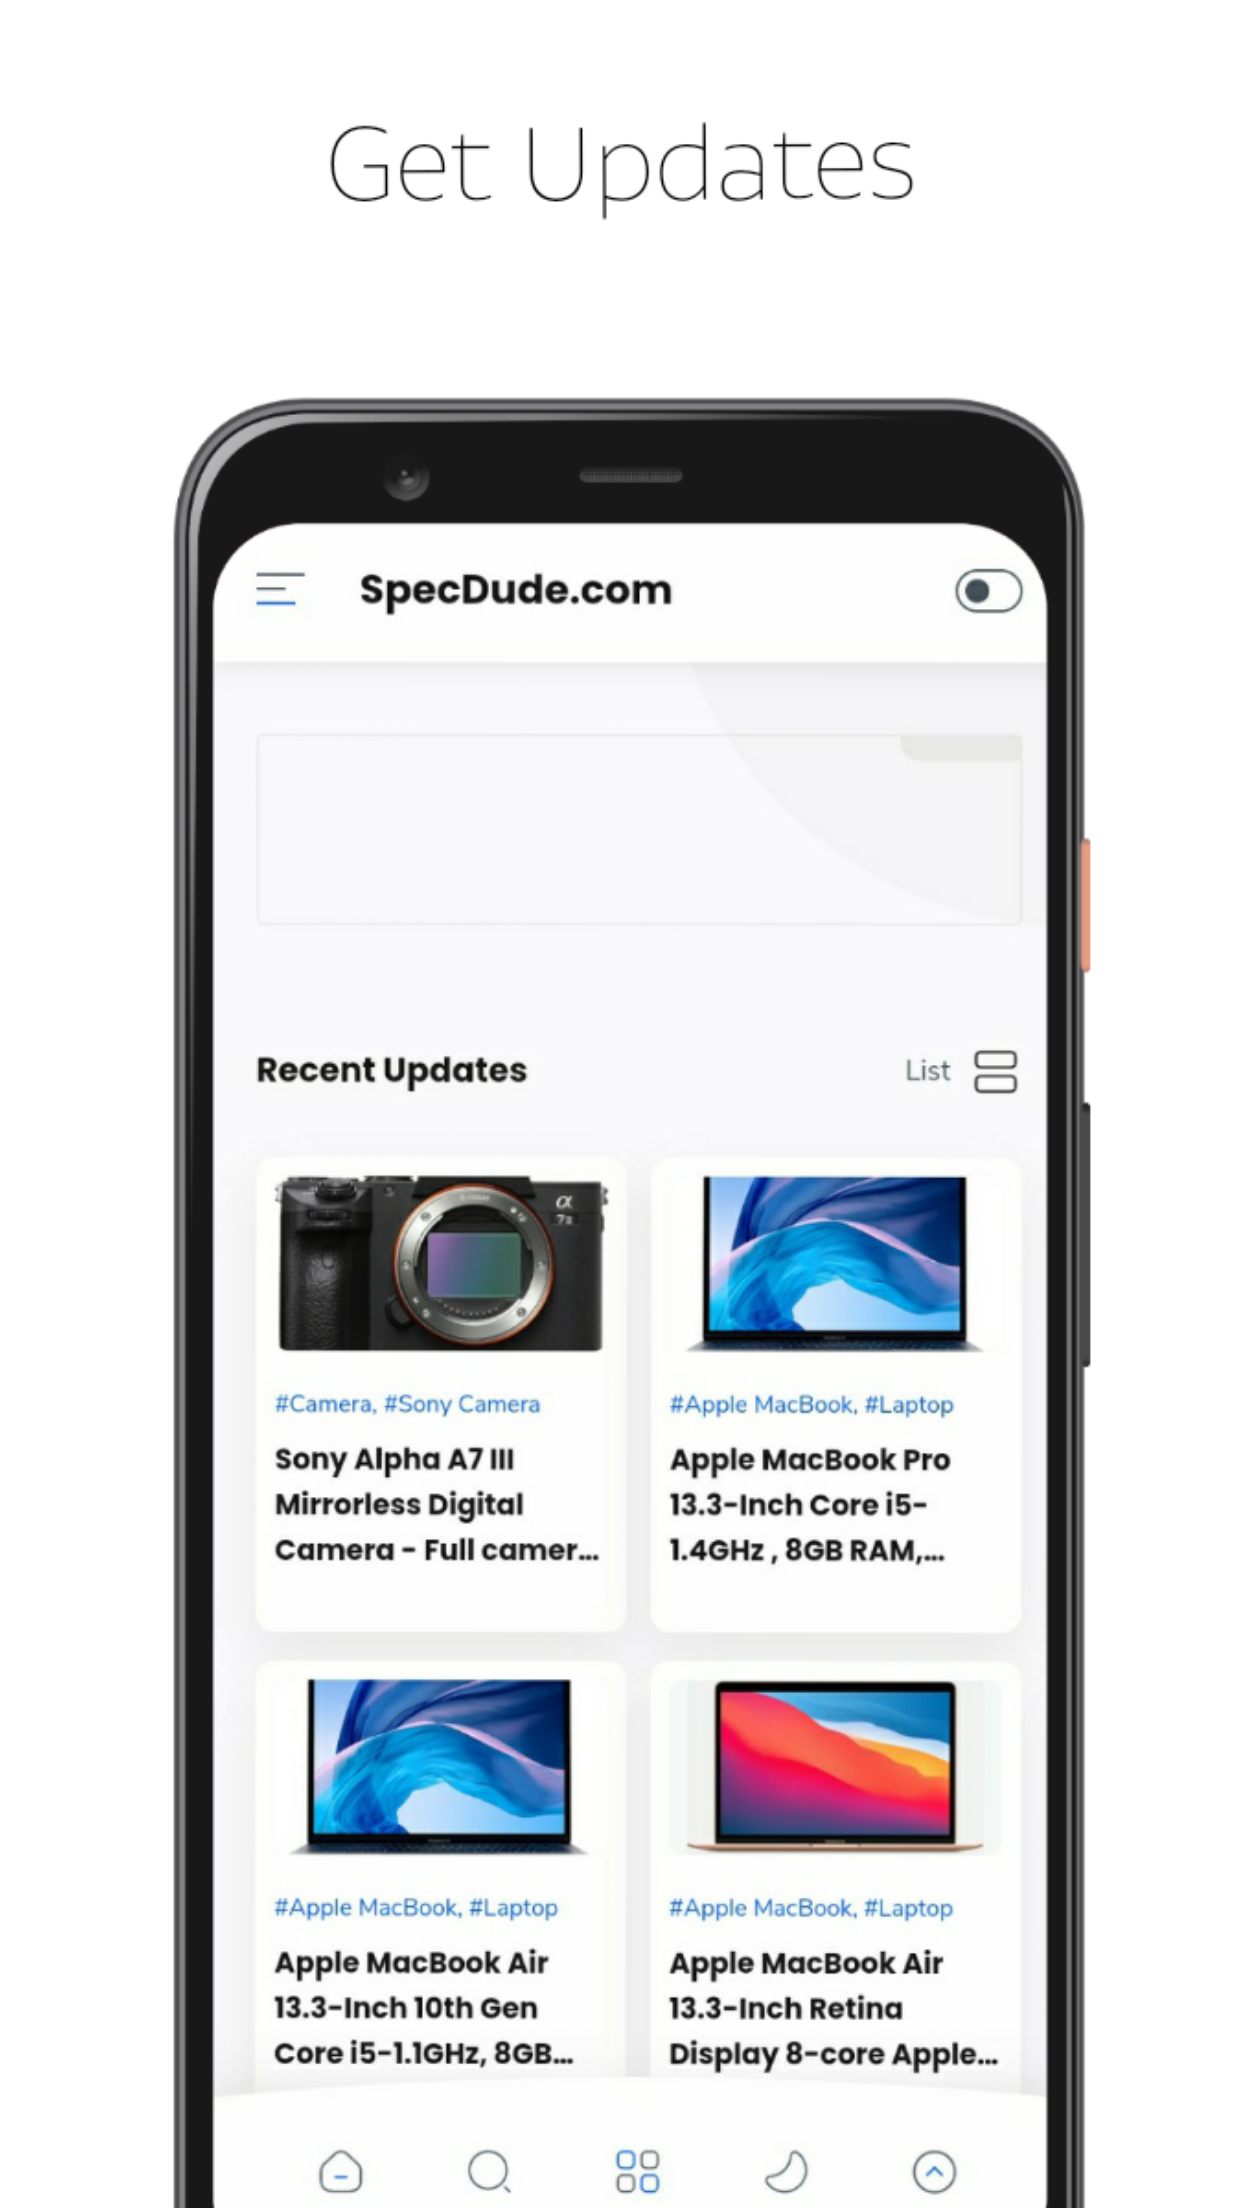 Get Updates
SpecDude.com
Recent Updates
List
α
7III
#Camera, #Sony Camera
Sony Alpha A7 III
Mirrorless Digital
Camera - Full camer...
#Apple MacBook, #Laptop
Apple MacBook Pro
13.3-Inch Core i5-
1.4GHz , 8GB RAM,...
#Apple MacBook, #Laptop
Apple MacBook Air
13.3-Inch 10th Gen
Core i5-1.1GHz, 8GB...
#Apple MacBook, #Laptop
Apple MacBook Air
13.3-Inch Retina
Display 8-core Apple...